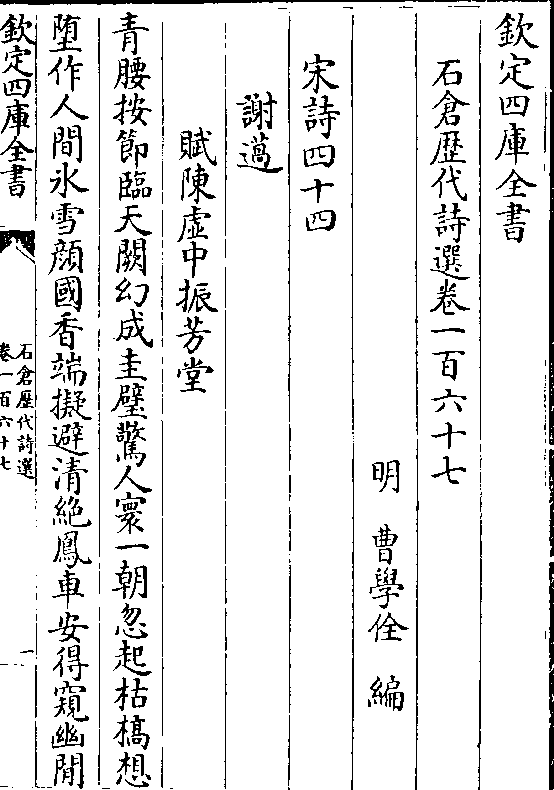 欽定四庫全書
石倉歴代詩選卷一百六十七
明　曹學佺　編
宋詩四十四
謝薖
賦陳虚中振芳堂
青腰按節臨天闕幻成圭璧驚人寰一朝忽起枯槁想
墮作人間氷雪顔國香端擬避清絶鳳車安得窺幽閒
欽定四庫全書
石倉歴代詩選
卷一百六十七
一